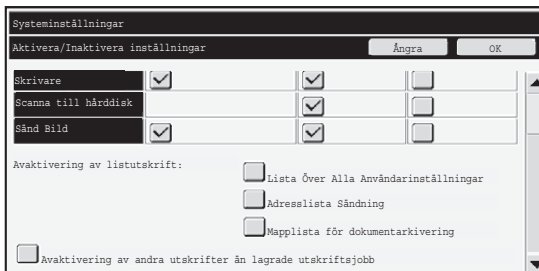 Systeminställningar
Aktivera/Inaktivera inställningar Ångra OK
Skrivare
Scanna till hårddisk
Sänd Bild
Avaktivering av listutskrift:
Lista Över Alla Användarinställningar
Adresslista Sändning
Mapplista för dokumentarkivering
Avaktivering av andra utskrifter än lagrade utskriftsjobb